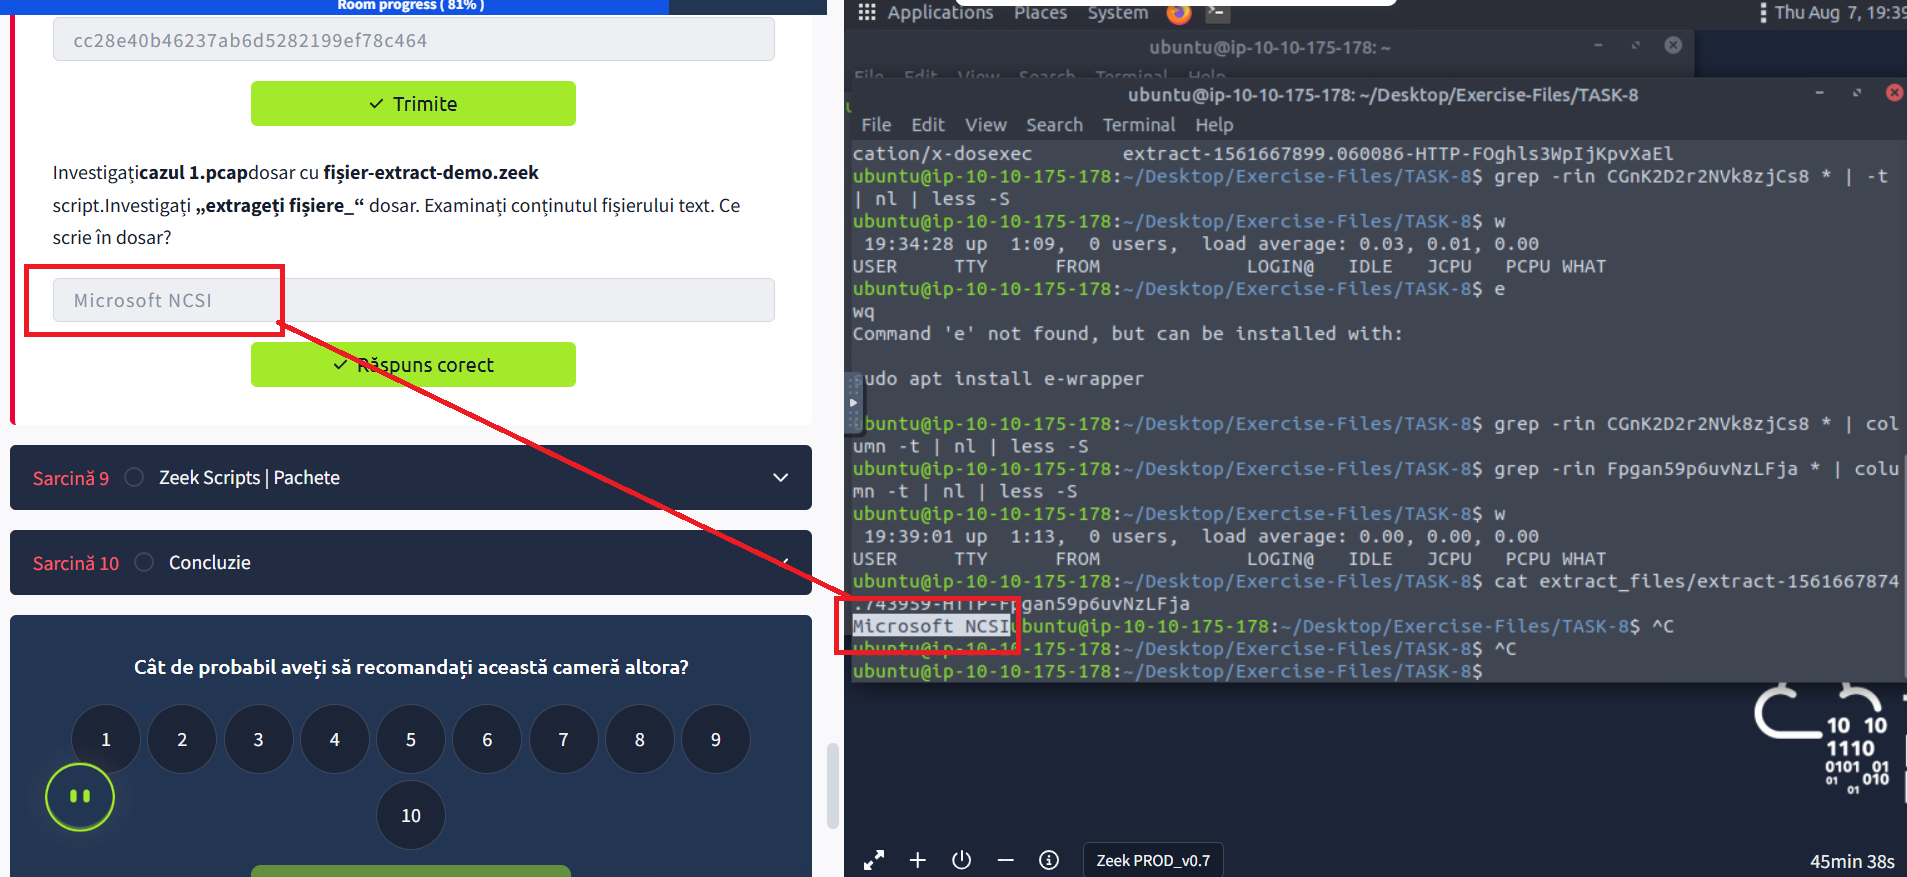 Room progress ( 81% )
cc28e40b46237ab6d5282199ef78c464
Trimite
Investigațicazul 1.pcapdosar cu fișier-extract-demo.zeek
script.Investigați „extrageți fișiere_“ dosar. Examinați conținutul fișierului text. Ce
scrie în dosar?
Microsoft NCSI
Răspuns corect
Sarcină 9 Zeek Scripts | Pachete
Sarcină 10 Concluzie
Cât de probabil aveți să recomandați această cameră altora?
1 2 3 4 5 6 7 8 9
10
Applications Places System Thu Aug 7, 19:39
ubuntu@ip-10-10-175-178: ~
File Edit View Search Terminal Help
ubuntu@ip-10-10-175-178: ~/Desktop/Exercise-Files/TASK-8
File Edit View Search Terminal Help
cation/x-dosexec extract-1561667899.060086-HTTP-FOghls3WpIjKpvXaEl
ubuntu@ip-10-10-175-178:~/Desktop/Exercise-Files/TASK-8$ grep -rin CGnK2D2r2NVk8zjCs8 * | -t
| nl | less -S
ubuntu@ip-10-10-175-178:~/Desktop/Exercise-Files/TASK-8$ w
19:34:28 up 1:09, 0 users, load average: 0.03, 0.01, 0.00
USER TTY FROM LOGIN@ IDLE JCPU PCPU WHAT
ubuntu@ip-10-10-175-178:~/Desktop/Exercise-Files/TASK-8$ e
wq
Command 'e' not found, but can be installed with:
sudo apt install e-wrapper
ubuntu@ip-10-10-175-178:~/Desktop/Exercise-Files/TASK-8$ grep -rin CGnK2D2r2NVk8zjCs8 * | col
umn -t | nl | less -S
ubuntu@ip-10-10-175-178:~/Desktop/Exercise-Files/TASK-8$ grep -rin Fpgan59p6uvNzLFja * | colu
mn -t | nl | less -S
ubuntu@ip-10-10-175-178:~/Desktop/Exercise-Files/TASK-8$ w
19:39:01 up 1:13, 0 users, load average: 0.00, 0.00, 0.00
USER TTY FROM LOGIN@ IDLE JCPU PCPU WHAT
ubuntu@ip-10-10-175-178:~/Desktop/Exercise-Files/TASK-8$ cat extract_files/extract-1561667874
.743959-HTTP-Fpgan59p6uvNzLFja
Microsoft NCSIubuntu@ip-10-10-175-178:~/Desktop/Exercise-Files/TASK-8$ ^C
ubuntu@ip-10-10-175-178:~/Desktop/Exercise-Files/TASK-8$ ^C
ubuntu@ip-10-10-175-178:~/Desktop/Exercise-Files/TASK-8$
10 10
1110
0101 01
01 010
01
Zeek PROD_v0.7
45min 38s